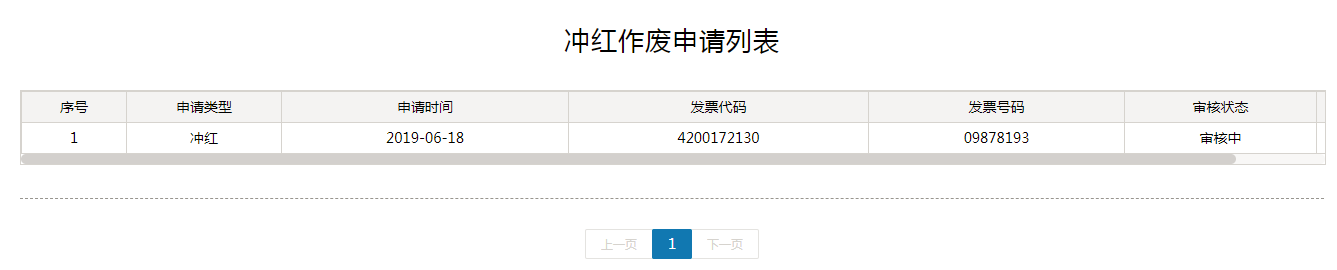 冲红作废申请列表
序号 申请类型 申请时间 发票代码 发票号码 审核状态
1 冲红 2019-06-18 4200172130 09878193 审核中
上一页 1 下一页